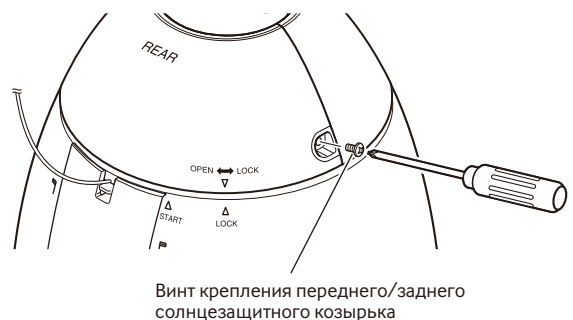 REAR
OPEN ⟷ LOCK
START
LOCK
Винт крепления переднего/заднего
солнцезащитного козырька